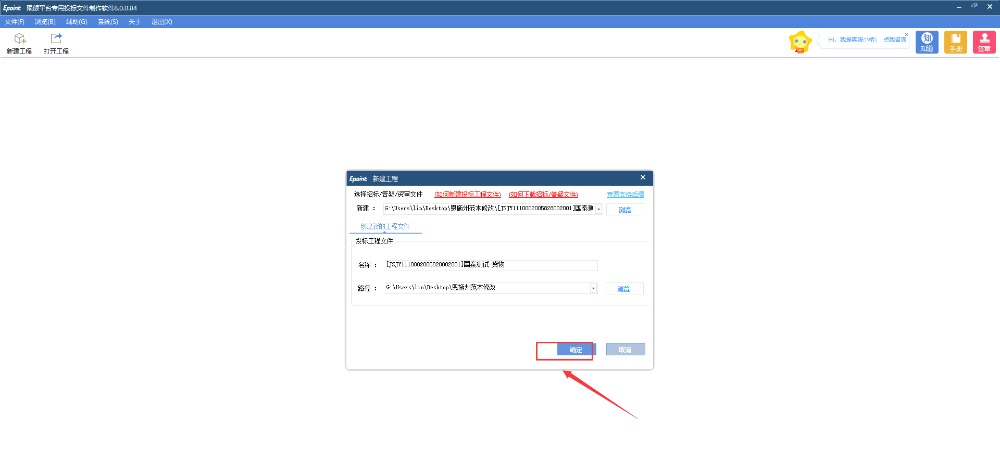 Epoint 限额平台专用投标文件制作软件8.0.0.84
文件(F) 浏览(B) 辅助(G) 系统(S) 关于 退出(X)
新建工程 打开工程
Hi，我是客服小桥！ 点我咨询
知
知道 手册 签章
Epoint 新建工程
选择招标/答疑/资审文件 (如何新建投标工程文件) (如何下载招标/答疑文件) 查看支持后缀
新建 ： G:\Users\lin\Desktop\恩施州范本修改\[JSJY1110002005828002001]国泰测 浏览
创建新的工程文件
投标工程文件
名称 ： [JSJY1110002005828002001]国泰测试-货物
路径 ： G:\Users\lin\Desktop\恩施州范本修改 浏览
确定 取消